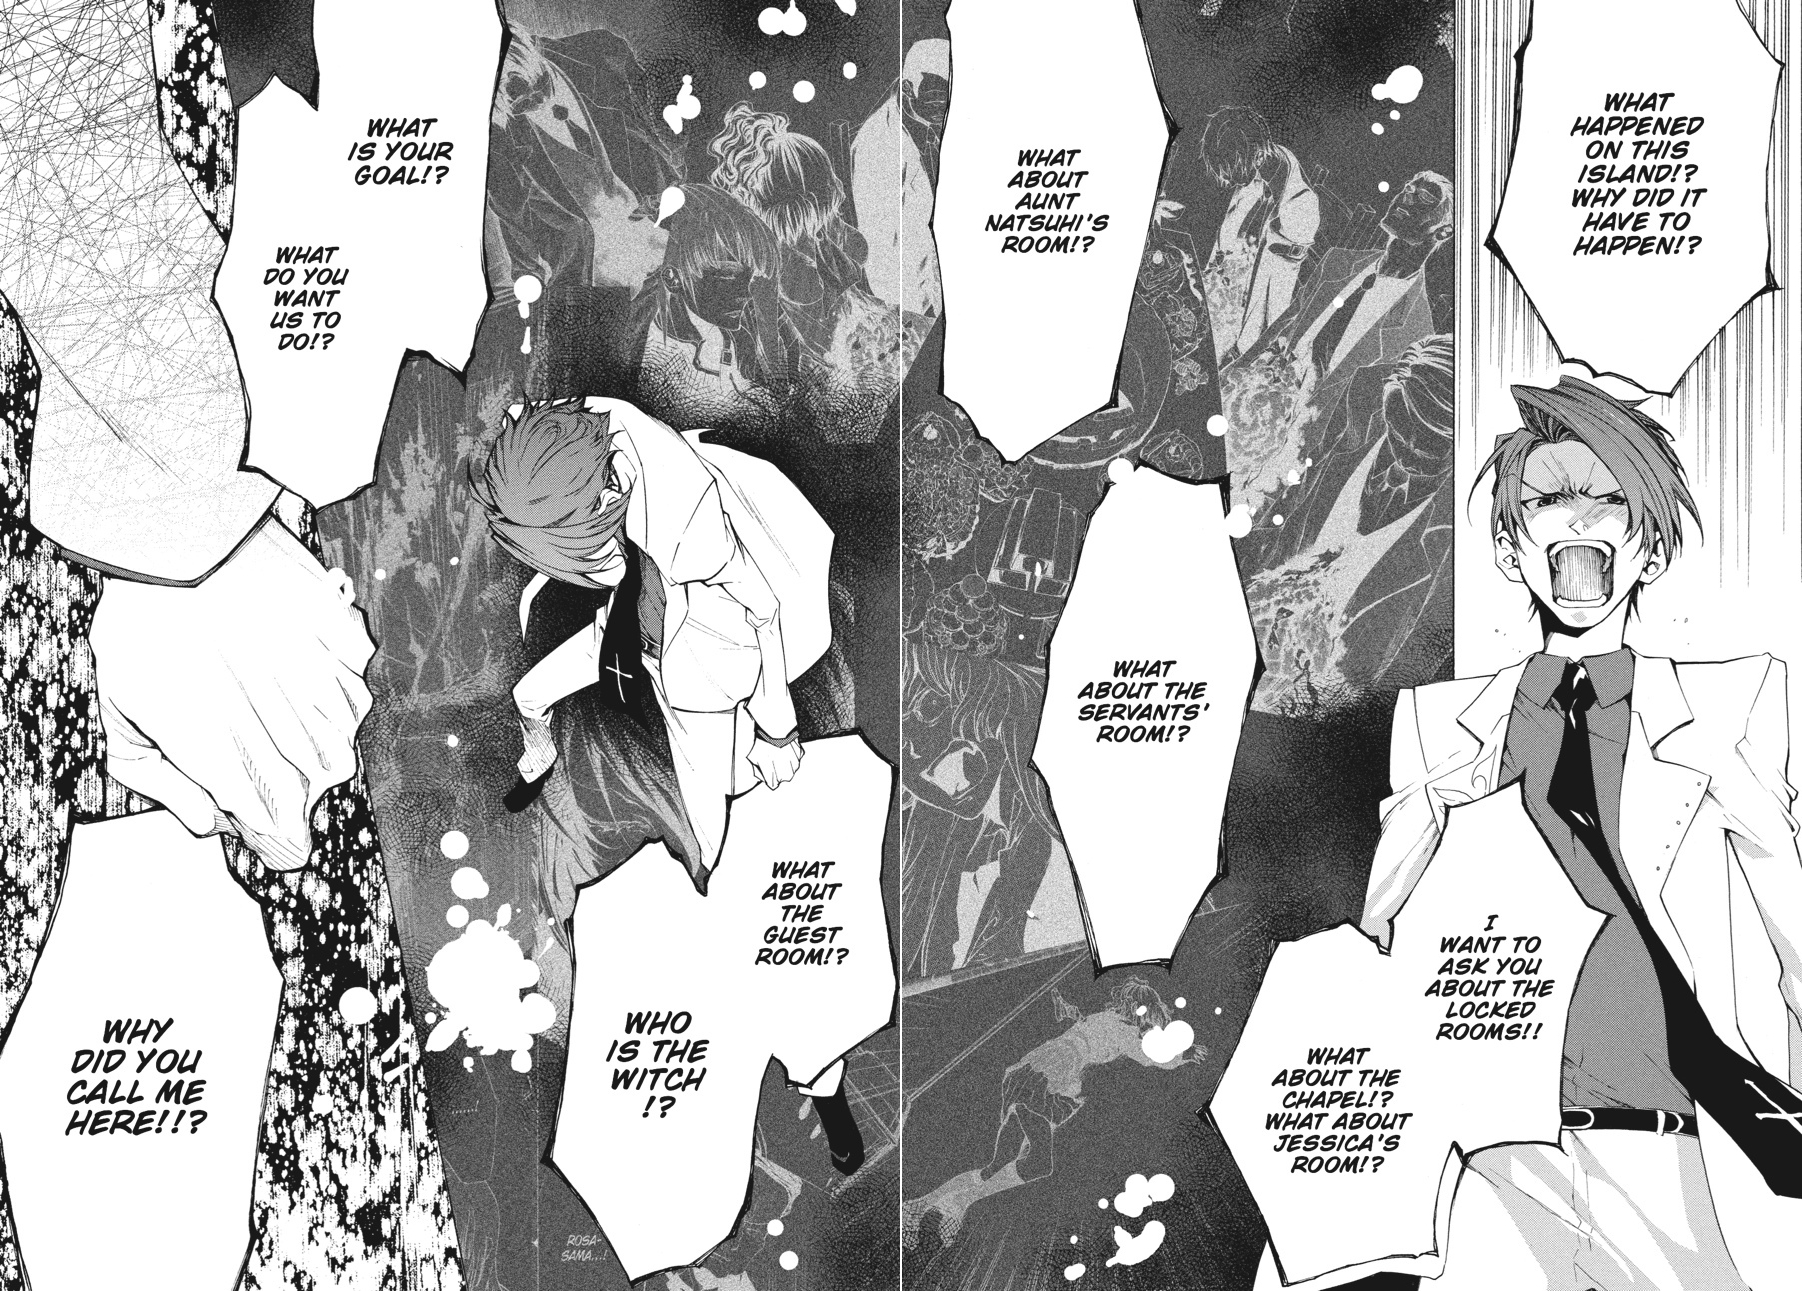 WHAT
HAPPENED
ON THIS
ISLAND!?
WHY DID IT
HAVE TO
HAPPEN!?
I
WANT TO
ASK YOU
ABOUT THE
LOCKED
ROOMS!!
WHAT
ABOUT THE
CHAPEL!?
WHAT ABOUT
JESSICA'S
ROOM!?
WHAT
ABOUT
AUNT
NATSUHI'S
ROOM!?
WHAT
ABOUT THE
SERVANTS'
ROOM!?
WHAT
ABOUT
THE
GUEST
ROOM!?
WHO
IS THE
WITCH
!?
ROSA-
SAMA...!
WHAT
IS YOUR
GOAL!?
WHAT
DO YOU
WANT
US TO
DO!?
WHY
DID YOU
CALL ME
HERE!!?